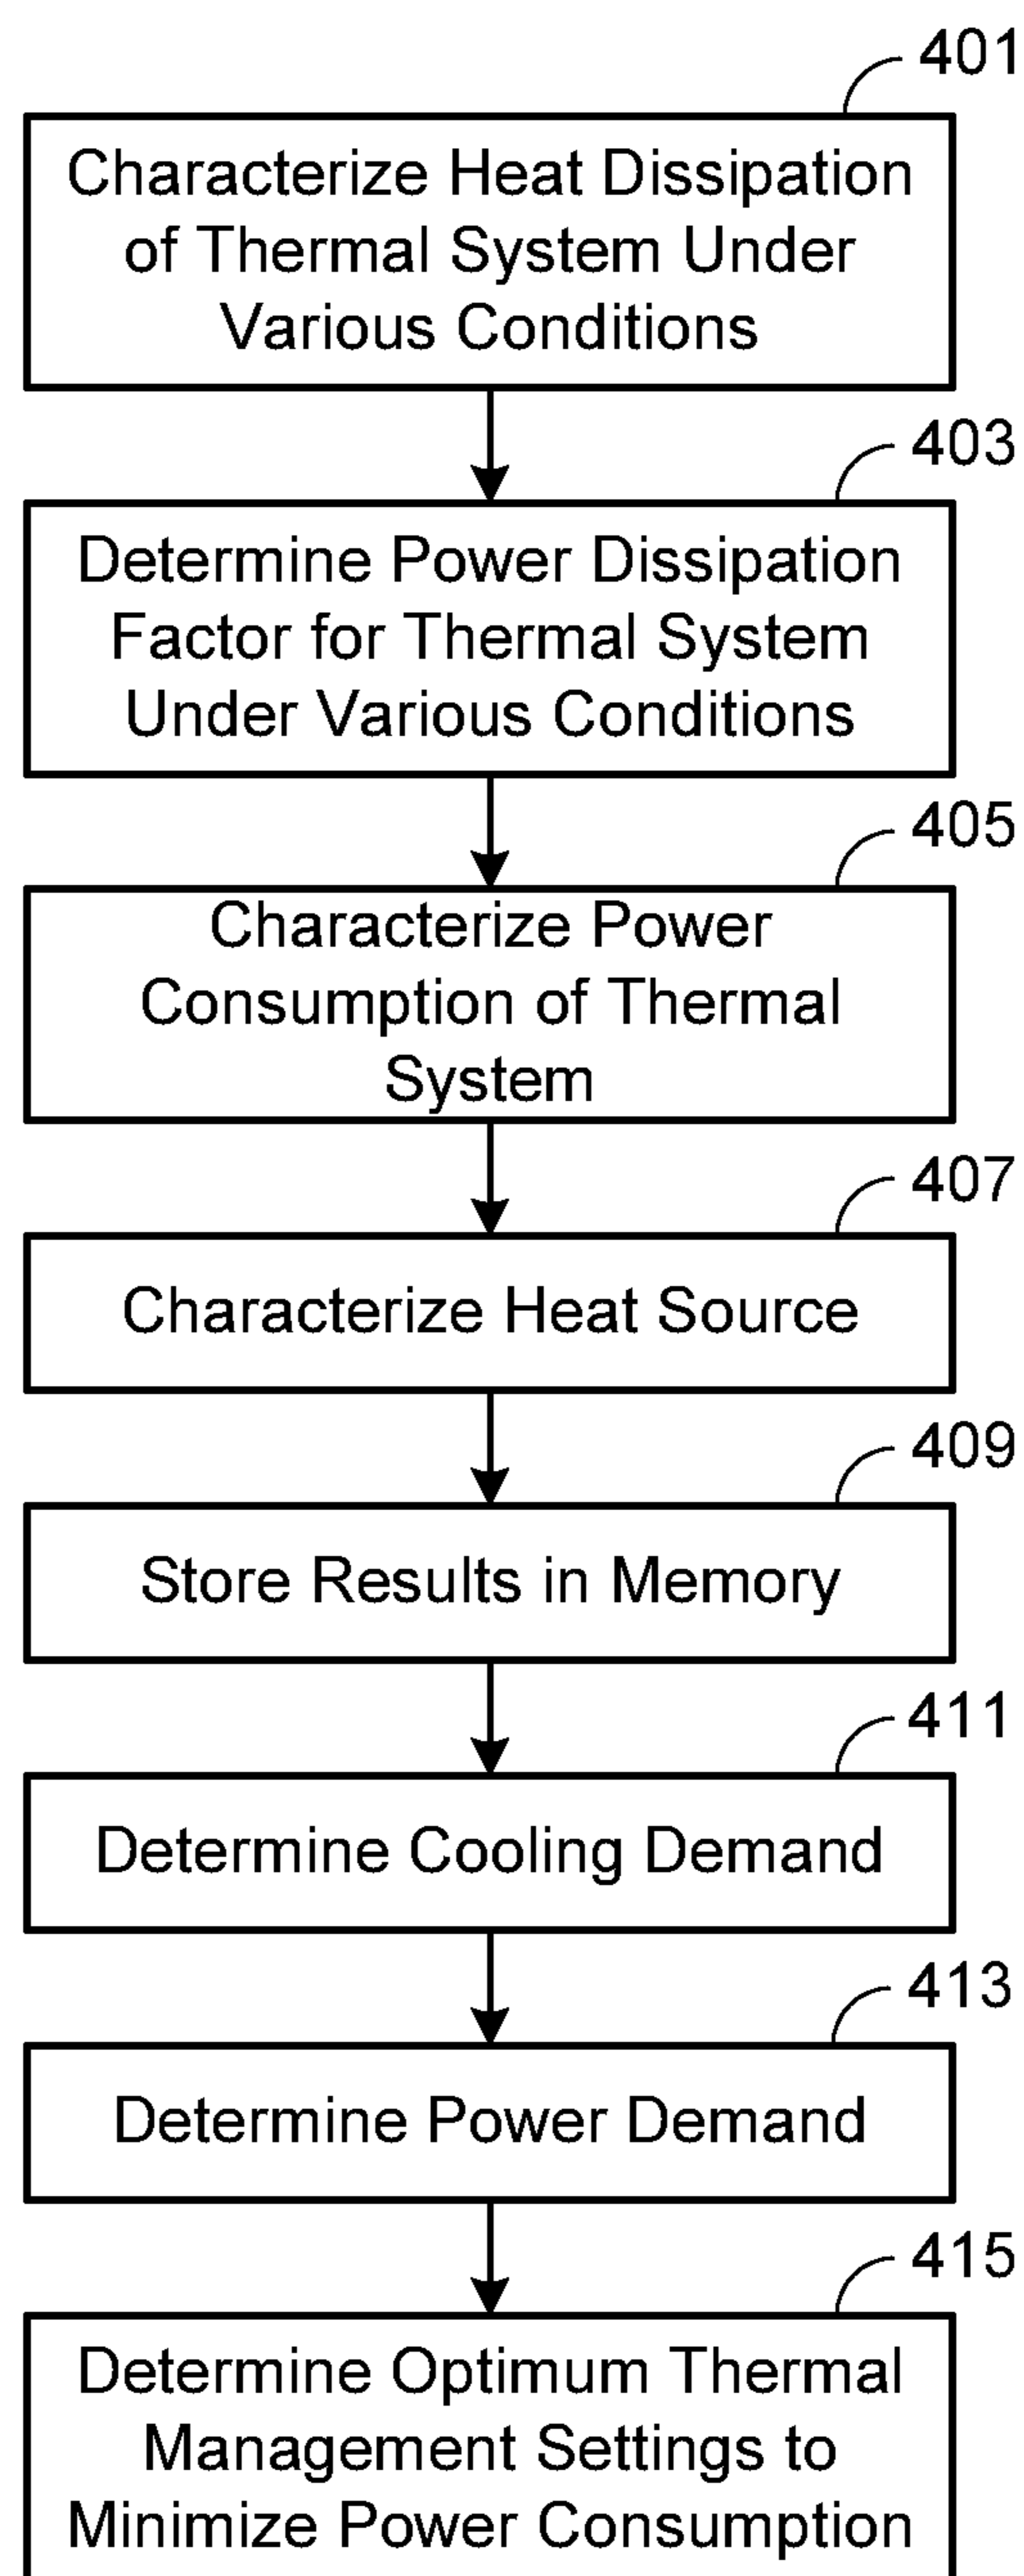 401
Characterize Heat Dissipation
of Thermal System Under
Various Conditions
403
Determine Power Dissipation
Factor for Thermal System
Under Various Conditions
405
Characterize Power
Consumption of Thermal
System
407
Characterize Heat Source
409
Store Results in Memory
411
Determine Cooling Demand
413
Determine Power Demand
415
Determine Optimum Thermal
Management Settings to
Minimize Power Consumption